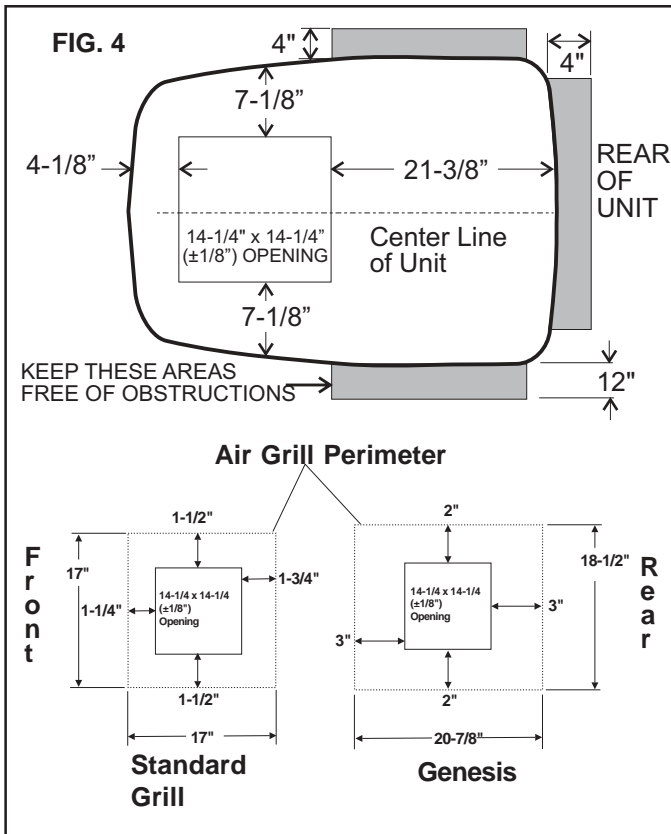 FIG. 4
4"
4"
7-1/8”
4-1/8”
21-3/8”
REAR
OF
UNIT
14-1/4" x 14-1/4”
(±1/8”) OPENING
Center Line
of Unit
7-1/8”
KEEP THESE AREAS
FREE OF OBSTRUCTIONS
12"
Air Grill Perimeter
Front
1-1/2"
17"
1-3/4"
1-1/4"
14-1/4 x 14-1/4
(±1/8")
Opening
1-1/2"
17"
Standard
Grill
2"
18-1/2"
14-1/4 x 14-1/4
(±1/8")
Opening
3"
3"
2"
20-7/8"
Genesis
Rear